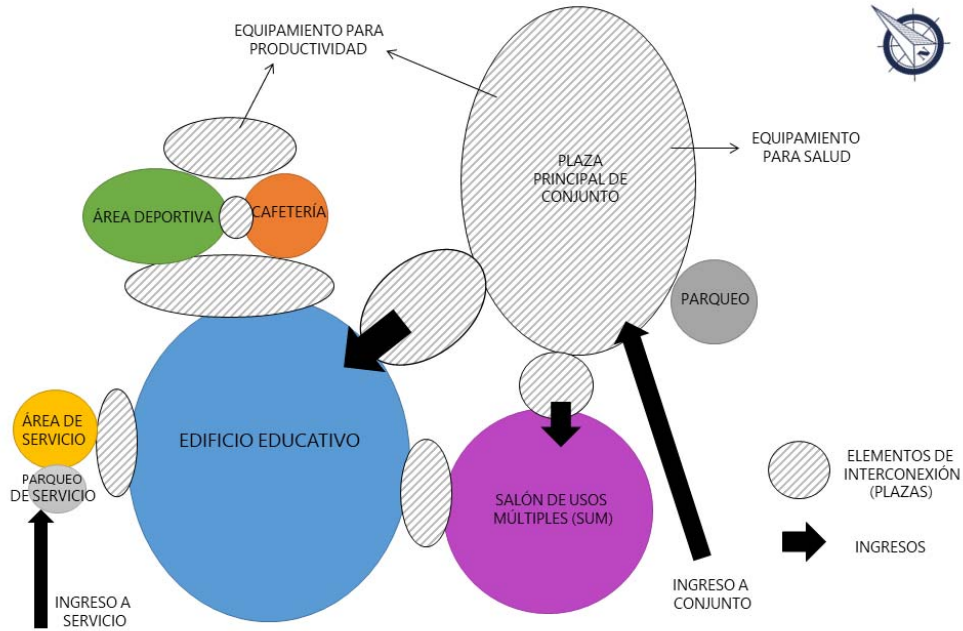 EQUIPAMIENTO PARA
PRODUCTIVIDAD
EQUIPAMIENTO
PARA SALUD
PLAZA
PRINCIPAL DE
CONJUNTO
ÁREA DEPORTIVA
CAFETERÍA
PARQUEO
ÁREA DE
SERVICIO
PARQUEO
DE SERVICIO
EDIFICIO EDUCATIVO
SALÓN DE USOS
MÚLTIPLES (SUM)
ELEMENTOS DE
INTERCONEXIÓN
(PLAZAS)
INGRESOS
INGRESO A
CONJUNTO
INGRESO A
SERVICIO